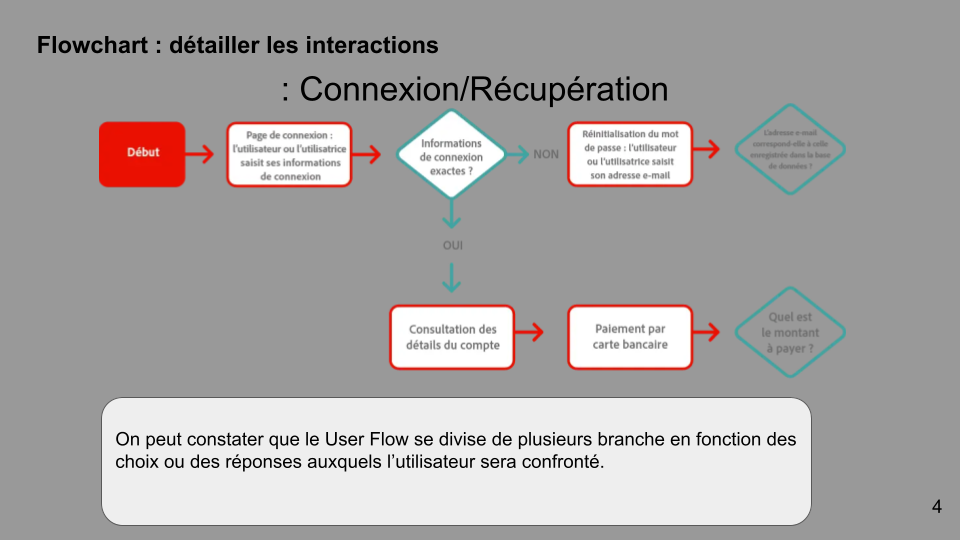 Flowchart : détailler les interactions
: Connexion/Récupération
Début
Page de connexion :
l'utilisateur ou l'utilisatrice
saisit ses informations
de connexion
Informations
de connexion
exactes ?
NON
Réinitialisation du mot
de passe : l'utilisateur
ou l'utilisatrice saisit
son adresse e-mail
L'adresse e-mail
correspond-elle à celle
enregistrée dans la base
de données ?
OUI
Consultation des
détails du compte
Paiement par
carte bancaire
Quel est
le montant
à payer ?
On peut constater que le User Flow se divise de plusieurs branche en fonction des
choix ou des réponses auxquels l’utilisateur sera confronté.
4